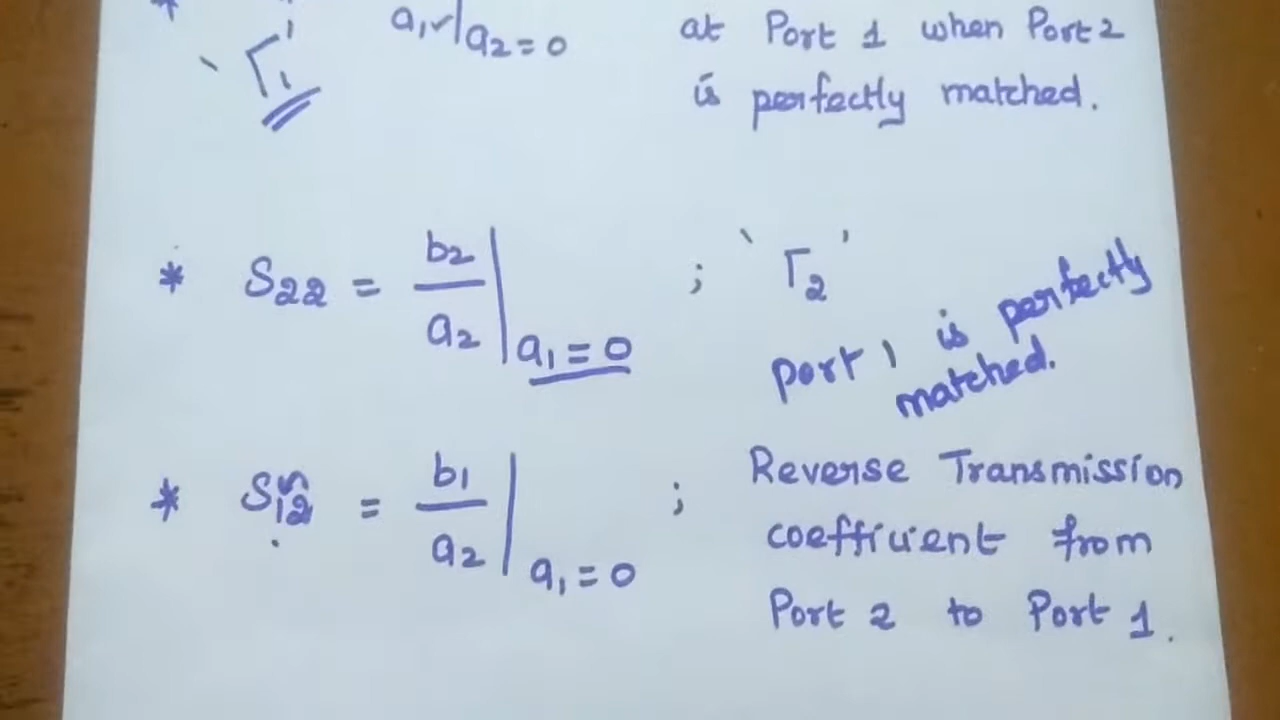 a1 | a2 = 0 at Port 1 when Port 2
' Γ1 ' is perfectly matched.
* S22 = b2 / a2 | a1 = 0 ; ' Γ2 '
port 1 is perfectly
matched.
* S12 = b1 / a2 | a1 = 0 ; Reverse Transmission
coefficient from
Port 2 to Port 1.